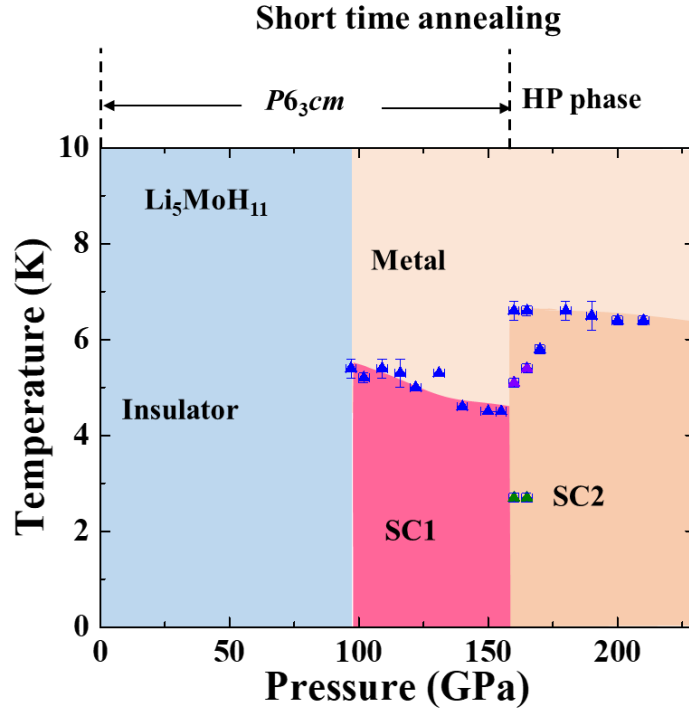 Short time annealing
P6₃cm
HP phase
10
8
6
4
2
0
Temperature (K)
Li₅MoH₁₁
Metal
Insulator
SC1
SC2
0
50
100
150
200
Pressure (GPa)